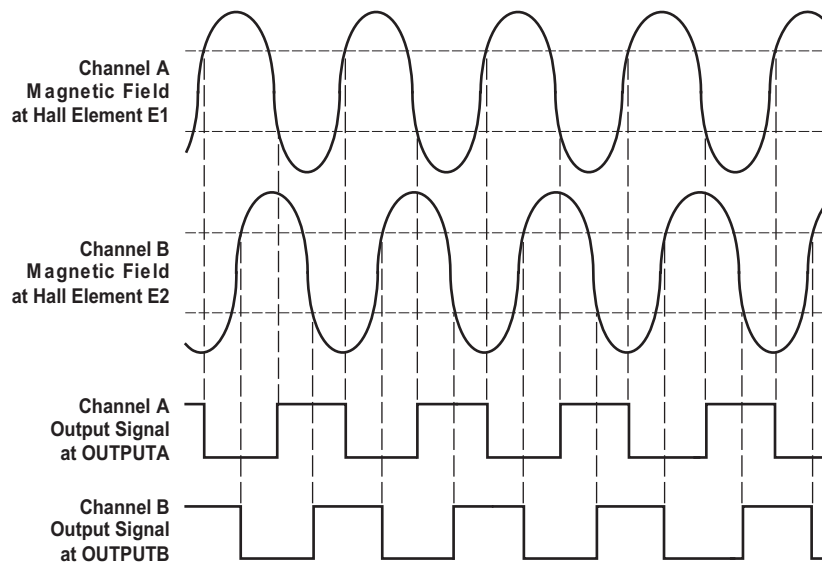 Channel A
Magnetic Field
at Hall Element E1
Channel B
Magnetic Field
at Hall Element E2
Channel A
Output Signal
at OUTPUTA
Channel B
Output Signal
at OUTPUTB